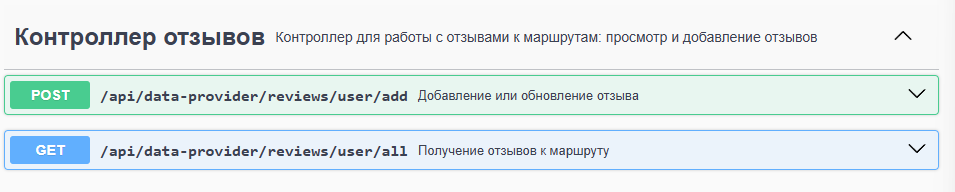 Контроллер отзывов Контроллер для работы с отзывами к маршрутам: просмотр и добавление отзывов
POST /api/data-provider/reviews/user/add Добавление или обновление отзыва
GET /api/data-provider/reviews/user/all Получение отзывов к маршруту